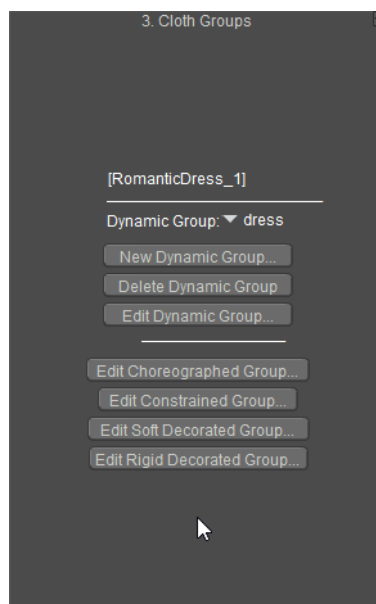 3. Cloth Groups
[RomanticDress_1]
Dynamic Group: dress
New Dynamic Group...
Delete Dynamic Group
Edit Dynamic Group...
Edit Choreographed Group...
Edit Constrained Group...
Edit Soft Decorated Group...
Edit Rigid Decorated Group...